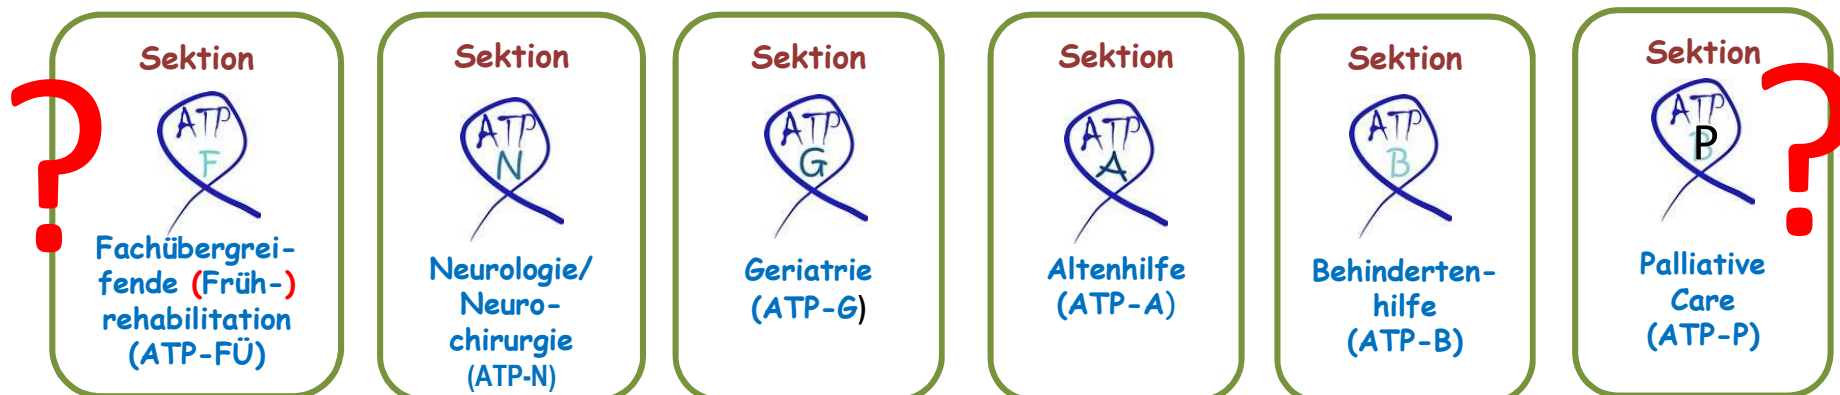 ?
Sektion
ATP
F
Fachübergrei-
fende (Früh-)
rehabilitation
(ATP-FÜ)
Sektion
ATP
N
Neurologie/
Neuro-
chirurgie
(ATP-N)
Sektion
ATP
G
Geriatrie
(ATP-G)
Sektion
ATP
A
Altenhilfe
(ATP-A)
Sektion
ATP
B
Behinderten-
hilfe
(ATP-B)
Sektion
ATP
P
Palliative
Care
(ATP-P)
?